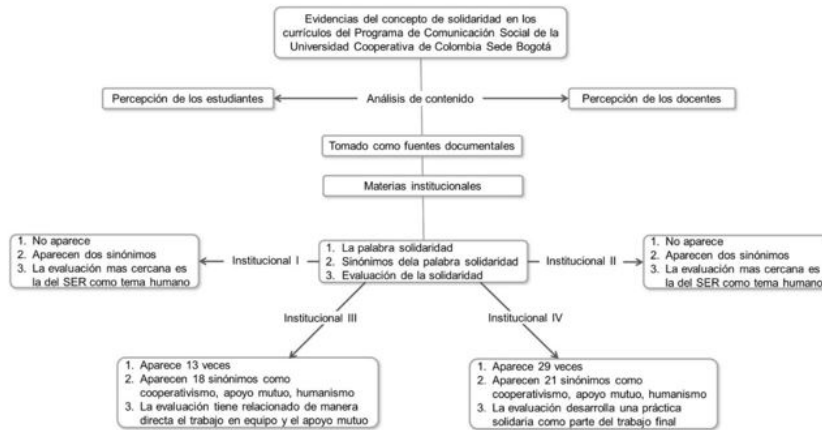 Evidencias del concepto de solidaridad en los
currículos del Programa de Comunicación Social de la
Universidad Cooperativa de Colombia Sede Bogotá
Percepción de los estudiantes
Análisis de contenido
Percepción de los docentes
Tomado como fuentes documentales
Materias institucionales
1. No aparece
2. Aparecen dos sinónimos
3. La evaluación mas cercana es
la del SER como tema humano
Institucional I
1. La palabra solidaridad
2. Sinónimos dela palabra solidaridad
3. Evaluación de la solidaridad
Institucional II
1. No aparece
2. Aparecen dos sinónimos
3. La evaluación mas cercana es
la del SER como tema humano
Institucional III
Institucional IV
1. Aparece 13 veces
2. Aparecen 18 sinónimos como
cooperativismo, apoyo mutuo, humanismo
3. La evaluación tiene relacionado de manera
directa el trabajo en equipo y el apoyo mutuo
1. Aparece 29 veces
2. Aparecen 21 sinónimos como
cooperativismo, apoyo mutuo, humanismo
3. La evaluación desarrolla una práctica
solidaria como parte del trabajo final